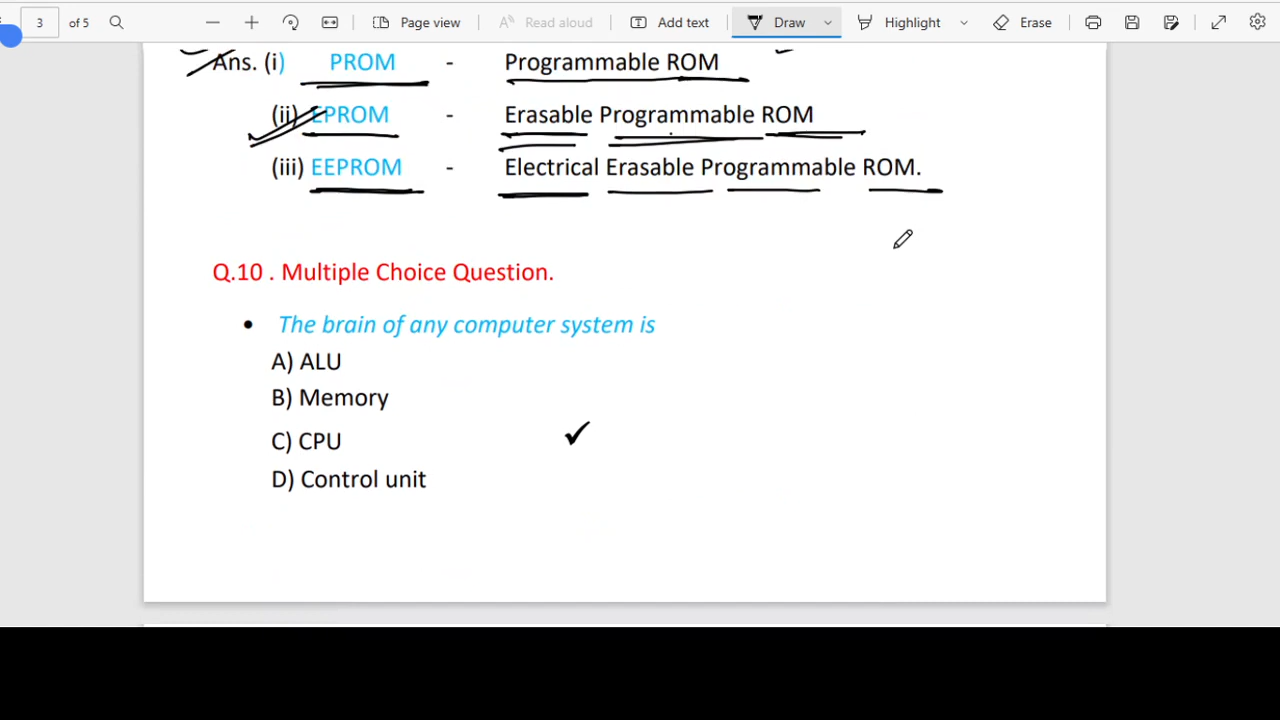 3 of 5 Page view Read aloud Add text Draw Highlight Erase
Ans. (i) PROM - Programmable ROM
(ii) EPROM - Erasable Programmable ROM
(iii) EEPROM - Electrical Erasable Programmable ROM.
Q.10 . Multiple Choice Question.
• The brain of any computer system is
A) ALU
B) Memory
C) CPU ✓
D) Control unit